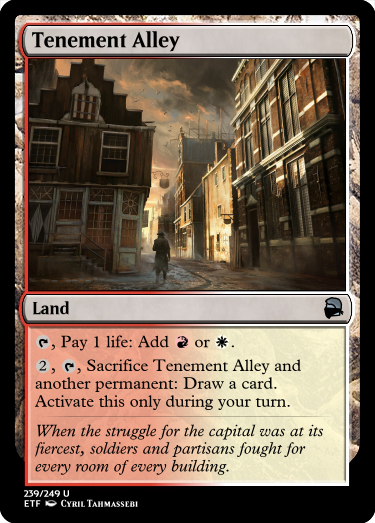 Tenement Alley
Land
, Pay 1 life: Add or .
2, , Sacrifice Tenement Alley and
another permanent: Draw a card.
Activate this only during your turn.
When the struggle for the capital was at its
fiercest, soldiers and partisans fought for
every room of every building.
239/249 U
ETF Cyril Tahmassebi